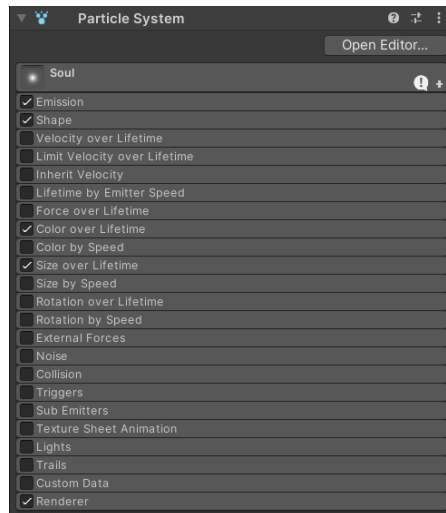 Particle System
Open Editor...
Soul
Emission
Shape
Velocity over Lifetime
Limit Velocity over Lifetime
Inherit Velocity
Lifetime by Emitter Speed
Force over Lifetime
Color over Lifetime
Color by Speed
Size over Lifetime
Size by Speed
Rotation over Lifetime
Rotation by Speed
External Forces
Noise
Collision
Triggers
Sub Emitters
Texture Sheet Animation
Lights
Trails
Custom Data
Renderer